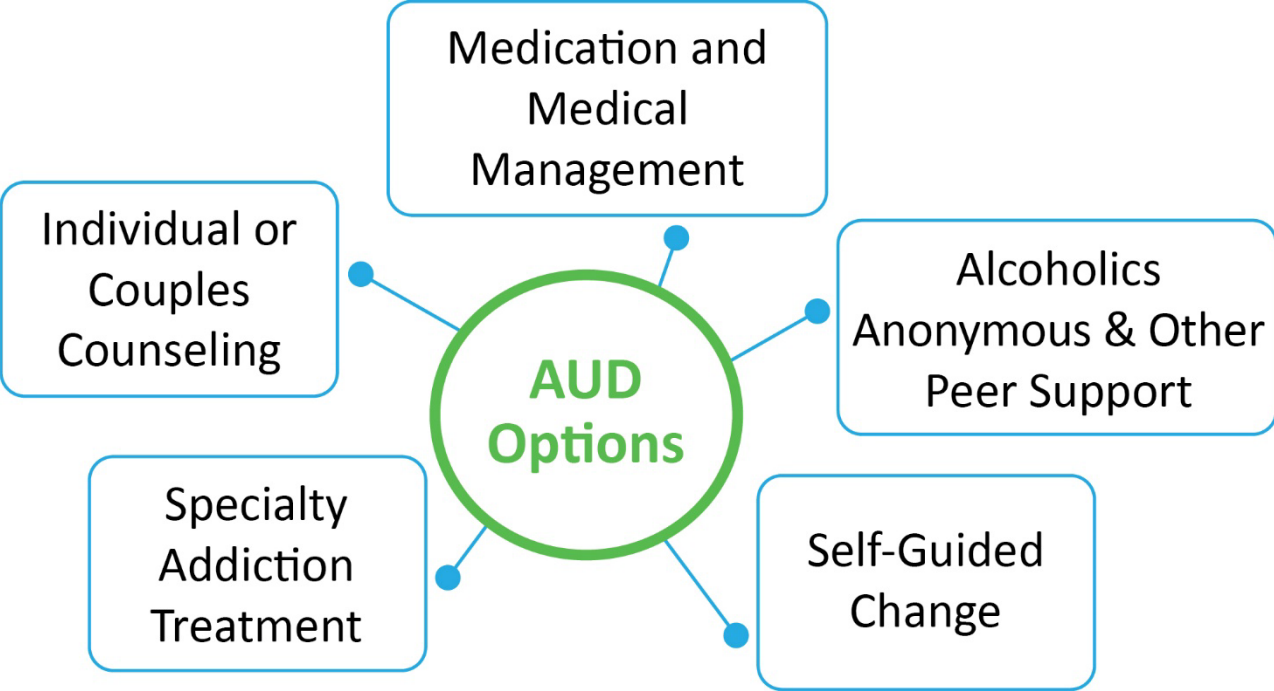 Medication and
Medical
Management
Individual or
Couples
Counseling
Alcoholics
Anonymous & Other
Peer Support
AUD
Options
Specialty
Addiction
Treatment
Self-Guided
Change